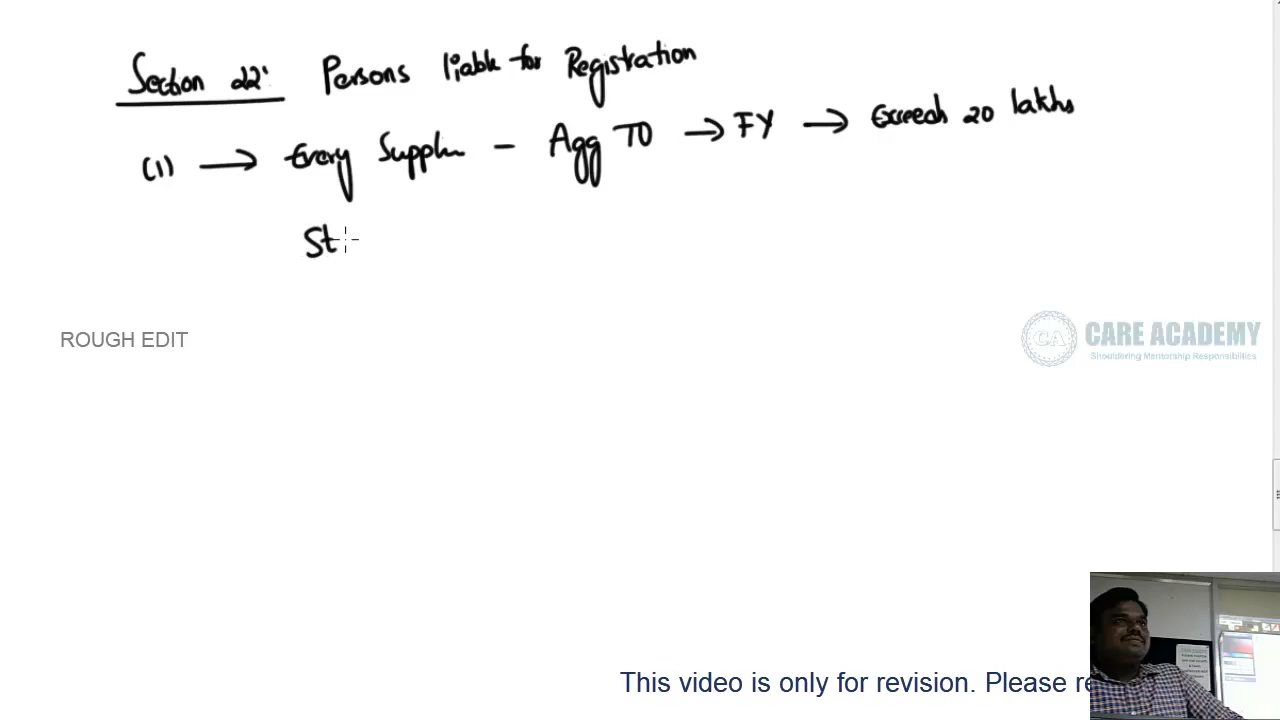 Section 22: Persons liable for Registration
(1) → Every Supplier - Agg TO → FY → Exceeds 20 lakhs
St
ROUGH EDIT
CA CARE ACADEMY
Shouldering Mentorship Responsibilities
This video is only for revision. Please re